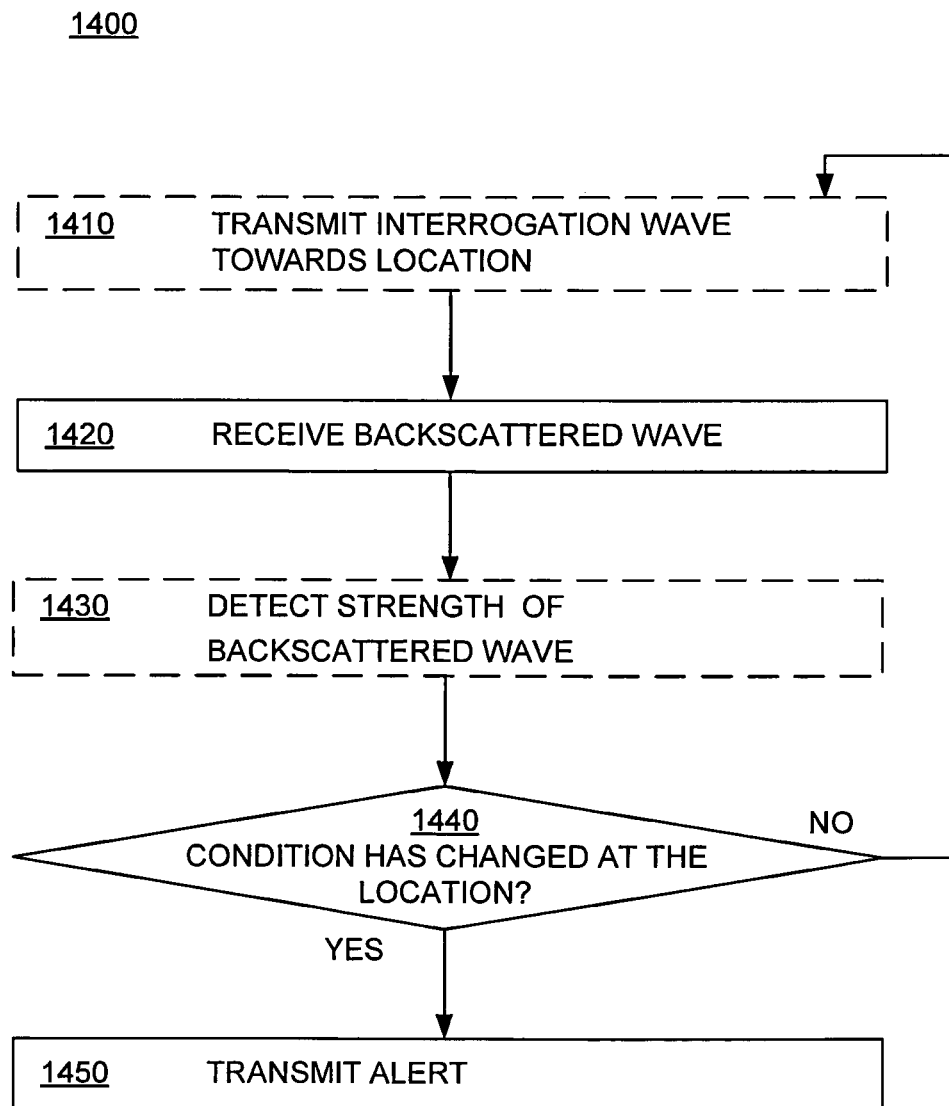 1400
1410 TRANSMIT INTERROGATION WAVE
TOWARDS LOCATION
1420 RECEIVE BACKSCATTERED WAVE
1430 DETECT STRENGTH OF
BACKSCATTERED WAVE
1440
CONDITION HAS CHANGED AT THE
LOCATION?
NO
YES
1450 TRANSMIT ALERT